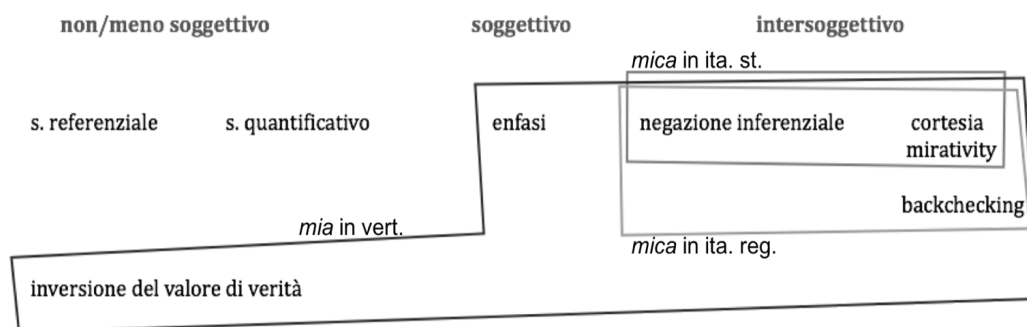 non/meno soggettivo soggettivo intersoggettivo
mica in ita. st.
s. referenziale s. quantificativo enfasi negazione inferenziale cortesia
mirativity
backchecking
mia in vert.
mica in ita. reg.
inversione del valore di verità